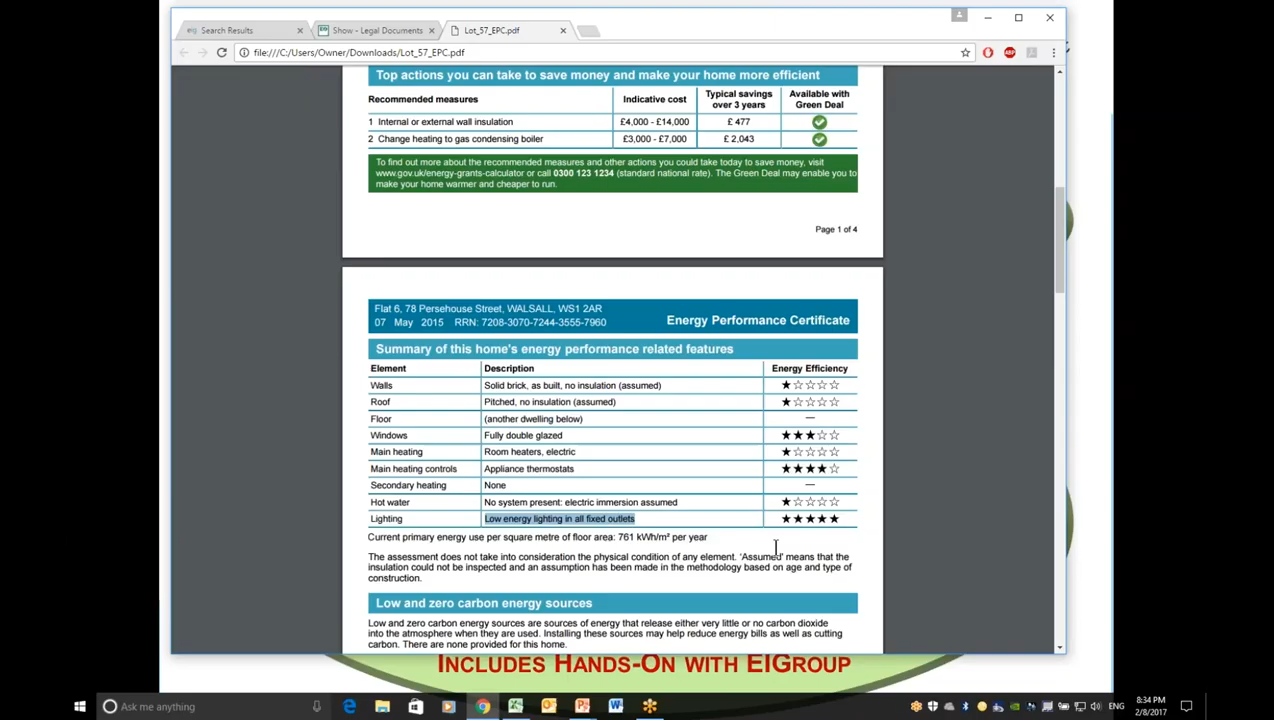 Search Results
Show - Legal Documents
Lot_57_EPC.pdf
file:///C:/Users/Owner/Downloads/Lot_57_EPC.pdf
Top actions you can take to save money and make your home more efficient
Recommended measures Indicative cost Typical savings over 3 years Available with Green Deal
1 Internal or external wall insulation £4,000 - £14,000 £ 477
2 Change heating to gas condensing boiler £3,000 - £7,000 £ 2,043
To find out more about the recommended measures and other actions you could take today to save money, visit
www.gov.uk/energy-grants-calculator or call 0300 123 1234 (standard national rate). The Green Deal may enable you to
make your home warmer and cheaper to run.
Page 1 of 4
Flat 6, 78 Persehouse Street, WALSALL, WS1 2AR
07 May 2015 RRN: 7208-3070-7244-3555-7960 Energy Performance Certificate
Summary of this home's energy performance related features
Element Description Energy Efficiency
Walls Solid brick, as built, no insulation (assumed) ★☆☆☆☆
Roof Pitched, no insulation (assumed) ★☆☆☆☆
Floor (another dwelling below) —
Windows Fully double glazed ★★★☆☆
Main heating Room heaters, electric ★☆☆☆☆
Main heating controls Appliance thermostats ★★★★☆
Secondary heating None —
Hot water No system present: electric immersion assumed ★☆☆☆☆
Lighting Low energy lighting in all fixed outlets ★★★★★
Current primary energy use per square metre of floor area: 761 kWh/m² per year
The assessment does not take into consideration the physical condition of any element. 'Assumed' means that the
insulation could not be inspected and an assumption has been made in the methodology based on age and type of
construction.
Low and zero carbon energy sources
Low and zero carbon energy sources are sources of energy that release either very little or no carbon dioxide
into the atmosphere when they are used. Installing these sources may help reduce energy bills as well as cutting
carbon. There are none provided for this home.
INCLUDES HANDS-ON WITH EIGROUP
Ask me anything
ENG
8:34 PM
2/8/2017